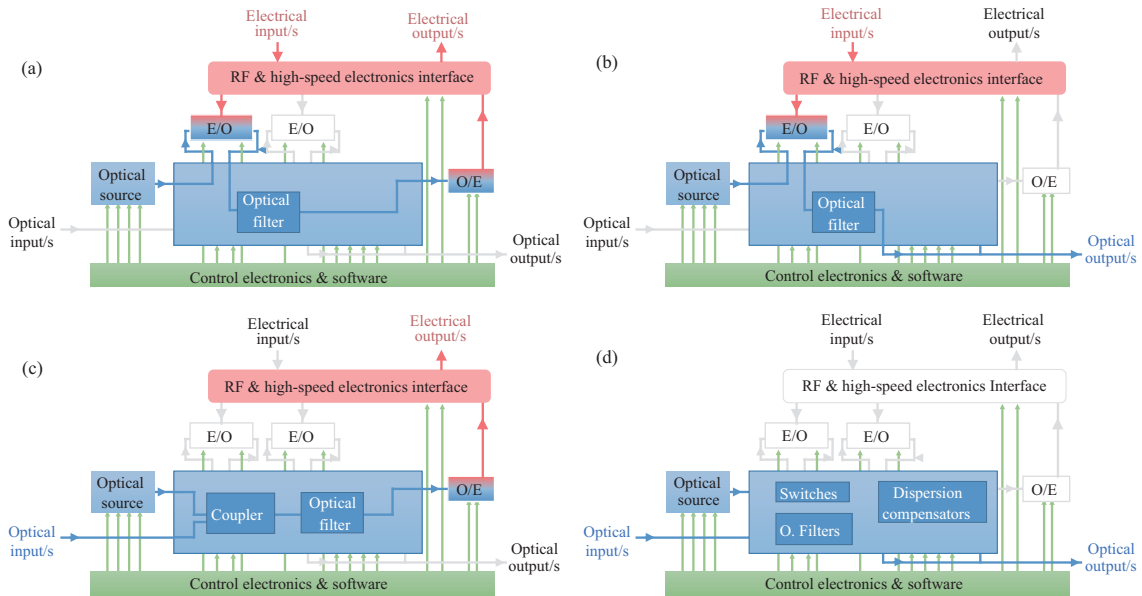 (a)
Electrical
input/s
Electrical
output/s
RF & high-speed electronics interface
E/O
E/O
Optical
source
O/E
Optical
filter
Optical
input/s
Optical
output/s
Control electronics & software
(b)
Electrical
input/s
Electrical
output/s
RF & high-speed electronics interface
E/O
E/O
Optical
source
O/E
Optical
filter
Optical
input/s
Optical
output/s
Control electronics & software
(c)
Electrical
input/s
Electrical
output/s
RF & high-speed electronics interface
E/O
E/O
Optical
source
O/E
Coupler
Optical
filter
Optical
input/s
Optical
output/s
Control electronics & software
(d)
Electrical
input/s
Electrical
output/s
RF & high-speed electronics Interface
E/O
E/O
Optical
source
O/E
Switches
Dispersion
compensators
O. Filters
Optical
input/s
Optical
output/s
Control electronics & software